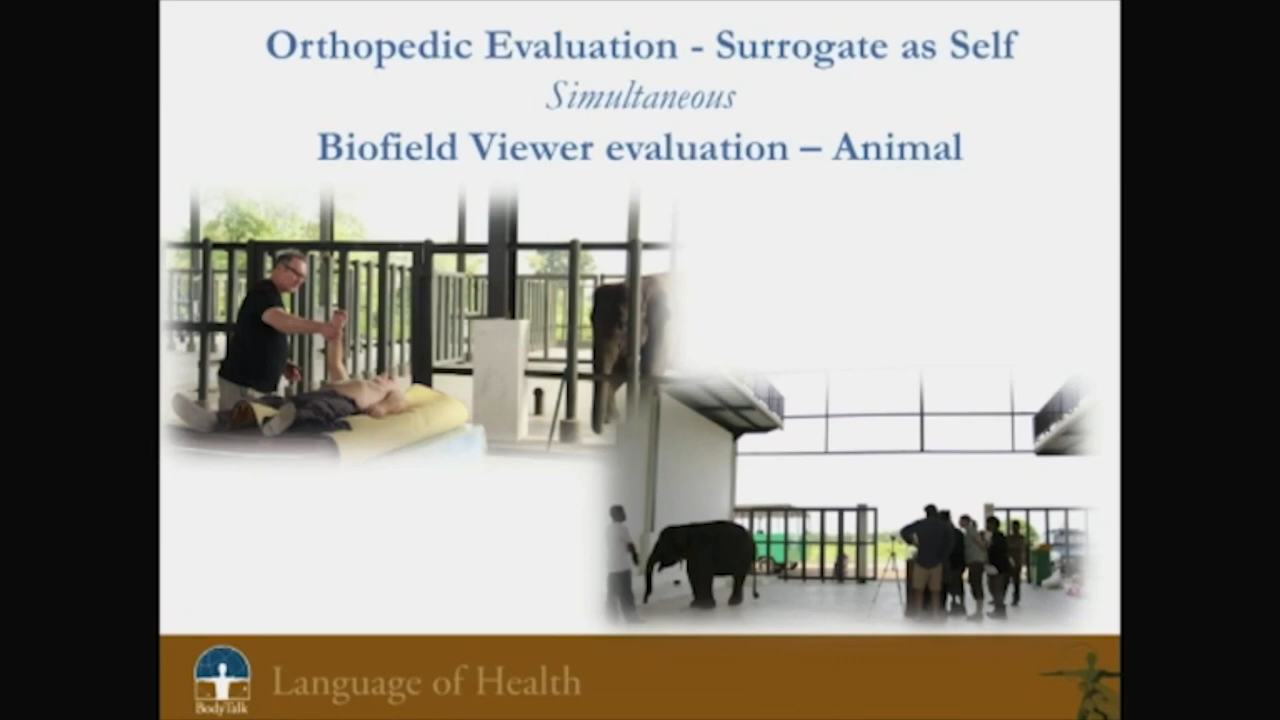 Orthopedic Evaluation - Surrogate as Self
Simultaneous
Biofield Viewer evaluation – Animal
Language of Health
BodyTalk